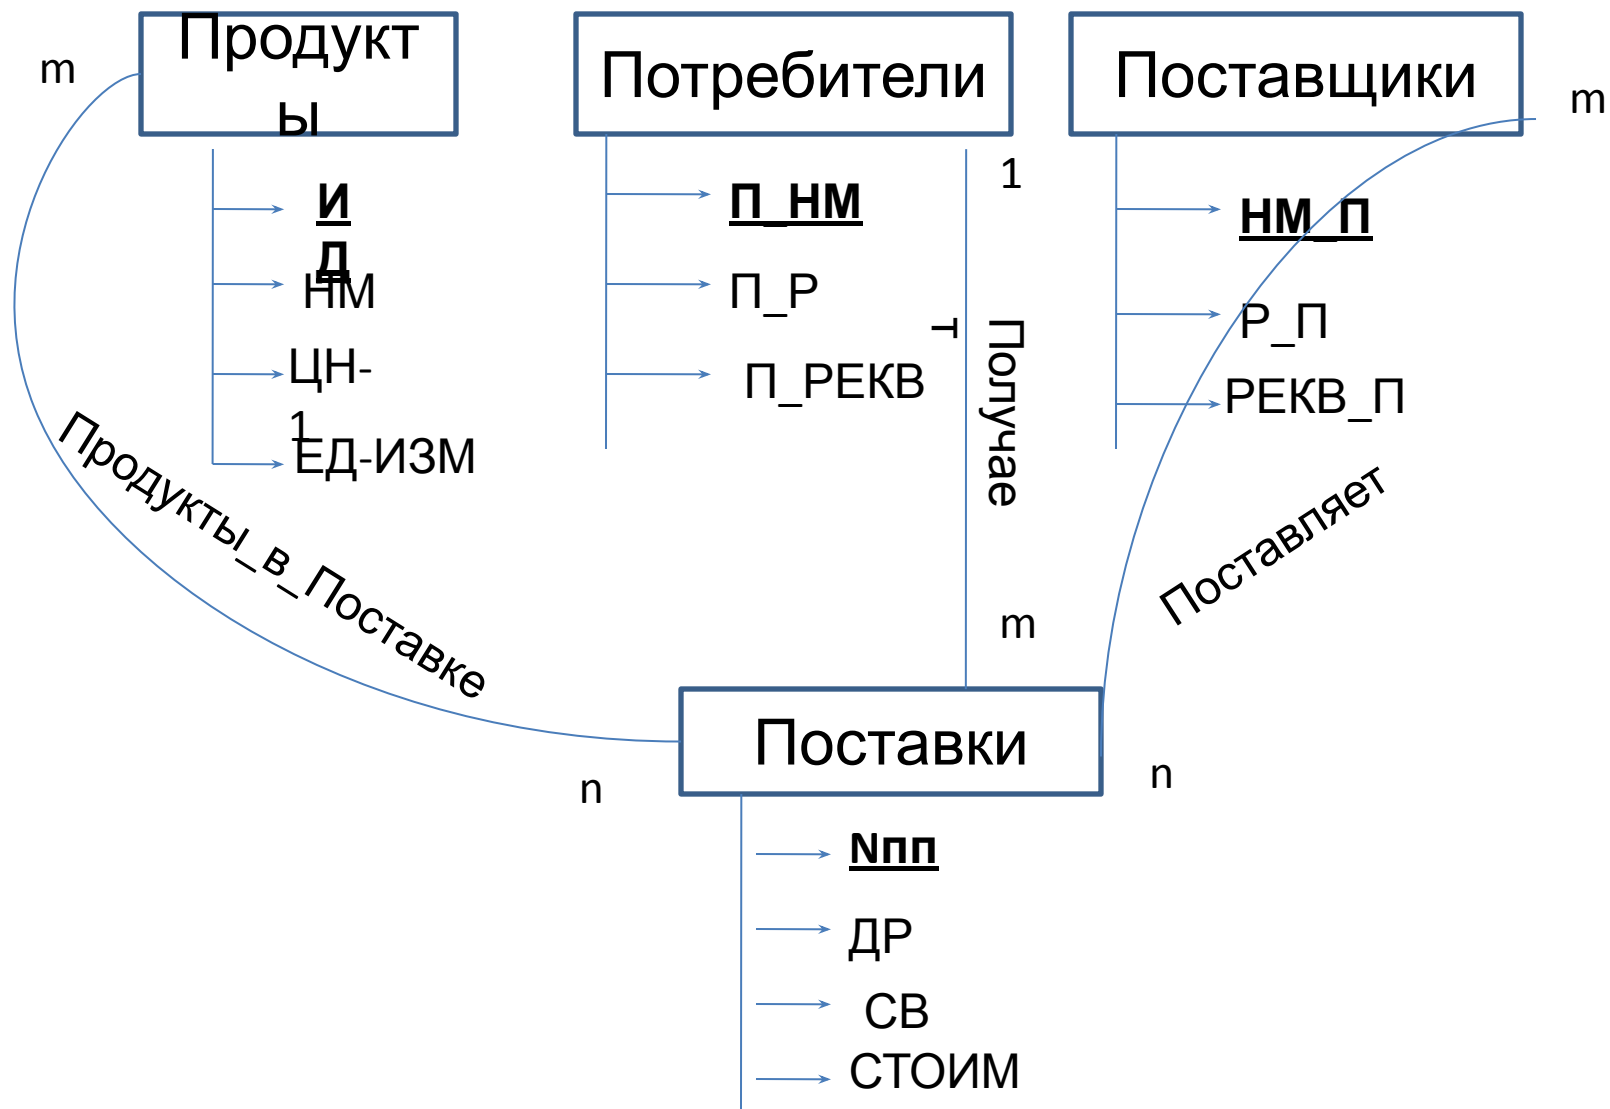 Продукт
ы
Потребители
Поставщики
m
m
1
И
Д
НМ
ЦН-
1
ЕД-ИЗМ
П_НМ
П_Р
П_РЕКВ
Получае
т
НМ_П
Р_П
РЕКВ_П
Продукты_в_Поставке
Поставляет
m
Поставки
n
n
Nпп
ДР
СВ
СТОИМ